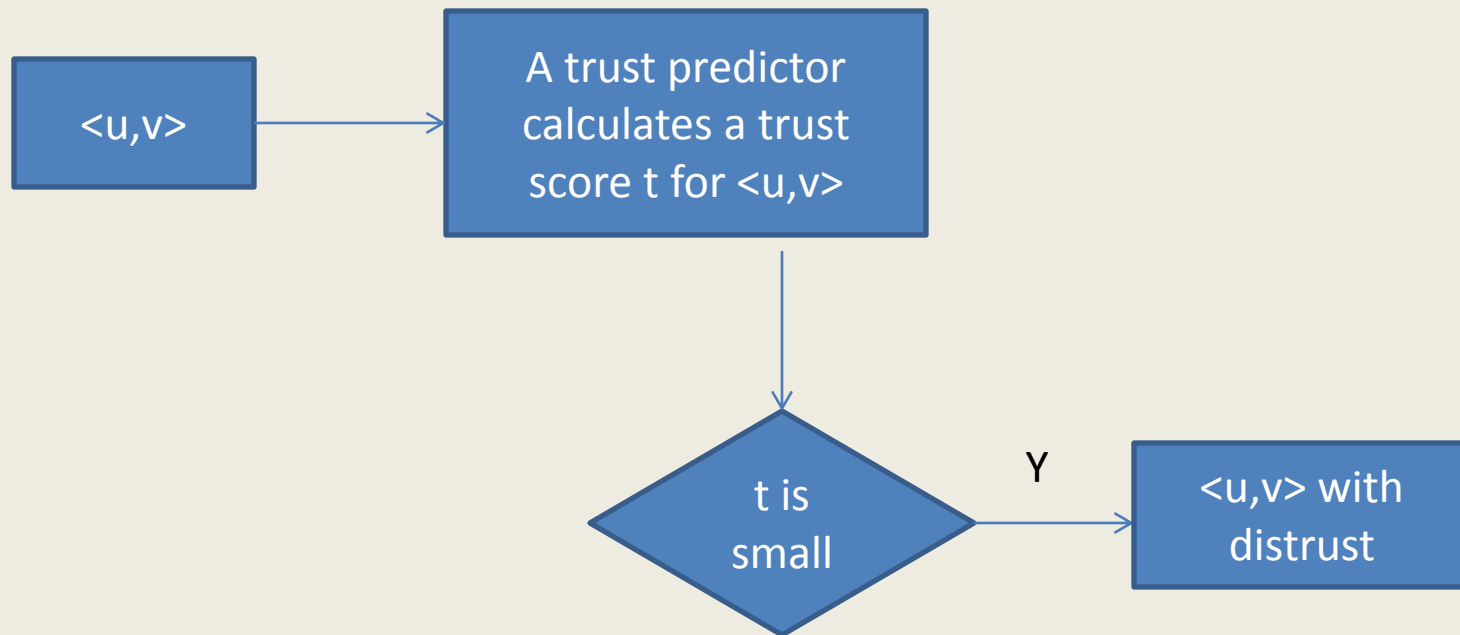 <u,v>
A trust predictor
calculates a trust
score t for <u,v>
t is
small
Y
<u,v> with
distrust